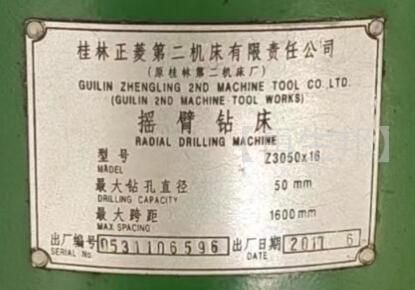 桂林正菱第二机床有限责任公司
(原桂林第二机床厂)
GUILIN ZHENGLING 2ND MACHINE TOOL CO.,LTD.
(GUILIN 2ND MACHINE TOOL WORKS)
摇臂钻床
RADIAL DRILLING MACHINE
型号 Z3050x16
MODEL
最大钻孔直径 50 mm
DRILLING CAPACITY
最大跨距 1600mm
MAX SPACING
出厂编号 0531106596 出厂日期 2011 6
SERIAL No. DATE